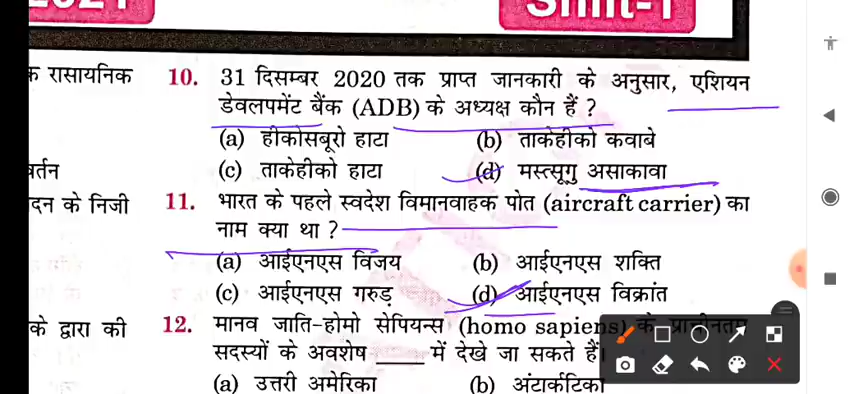 2021
Shift-1
क रासायनिक
10. 31 दिसम्बर 2020 तक प्राप्त जानकारी के अनुसार, एशियन
डेवलपमेंट बैंक (ADB) के अध्यक्ष कौन हैं ?
(a) हीकोसबूरो हाटा (b) ताकेहीको कवाबे
(c) ताकेहीको हाटा (d) मस्त्सूगु असाकावा
वर्तन
दन के निजी
11. भारत के पहले स्वदेश विमानवाहक पोत (aircraft carrier) का
नाम क्या था ?
(a) आईएनएस विजय (b) आईएनएस शक्ति
(c) आईएनएस गरुड़ (d) आईएनएस विक्रांत
के द्वारा की
12. मानव जाति-होमो सेपियन्स (homo sapiens) के प्राचीनतम
सदस्यों के अवशेष ____ में देखे जा सकते हैं।
(a) उत्तरी अमेरिका (b) अंटार्कटिका